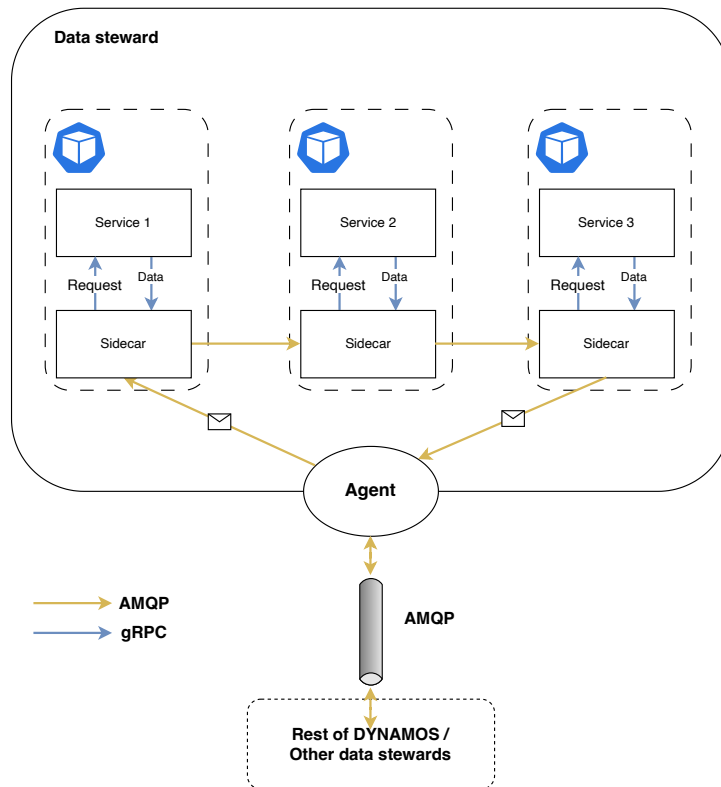 Data steward
Service 1
Service 2
Service 3
Request
Data
Request
Data
Request
Data
Sidecar
Sidecar
Sidecar
Agent
AMQP
gRPC
AMQP
Rest of DYNAMOS /
Other data stewards